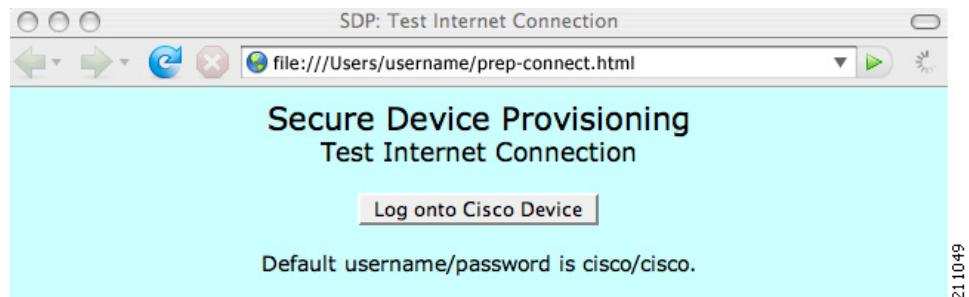 SDP: Test Internet Connection
file:///Users/username/prep-connect.html
Secure Device Provisioning
Test Internet Connection
Log onto Cisco Device
Default username/password is cisco/cisco.
211049